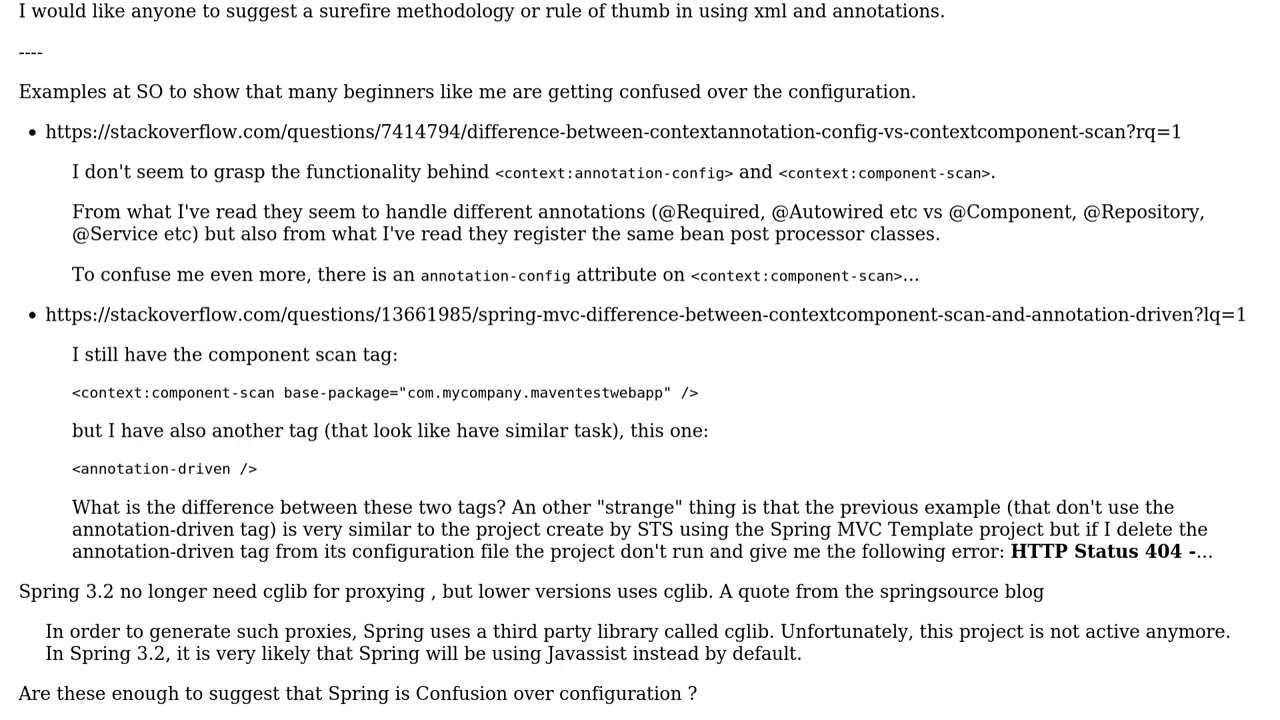 I would like anyone to suggest a surefire methodology or rule of thumb in using xml and annotations.
----
Examples at SO to show that many beginners like me are getting confused over the configuration.
• https://stackoverflow.com/questions/7414794/difference-between-contextannotation-config-vs-contextcomponent-scan?rq=1
I don't seem to grasp the functionality behind <context:annotation-config> and <context:component-scan>.
From what I've read they seem to handle different annotations (@Required, @Autowired etc vs @Component, @Repository,
@Service etc) but also from what I've read they register the same bean post processor classes.
To confuse me even more, there is an annotation-config attribute on <context:component-scan>...
• https://stackoverflow.com/questions/13661985/spring-mvc-difference-between-contextcomponent-scan-and-annotation-driven?lq=1
I still have the component scan tag:
<context:component-scan base-package="com.mycompany.maventestwebapp" />
but I have also another tag (that look like have similar task), this one:
<annotation-driven />
What is the difference between these two tags? An other "strange" thing is that the previous example (that don't use the
annotation-driven tag) is very similar to the project create by STS using the Spring MVC Template project but if I delete the
annotation-driven tag from its configuration file the project don't run and give me the following error: HTTP Status 404 -...
Spring 3.2 no longer need cglib for proxying , but lower versions uses cglib. A quote from the springsource blog
In order to generate such proxies, Spring uses a third party library called cglib. Unfortunately, this project is not active anymore.
In Spring 3.2, it is very likely that Spring will be using Javassist instead by default.
Are these enough to suggest that Spring is Confusion over configuration ?